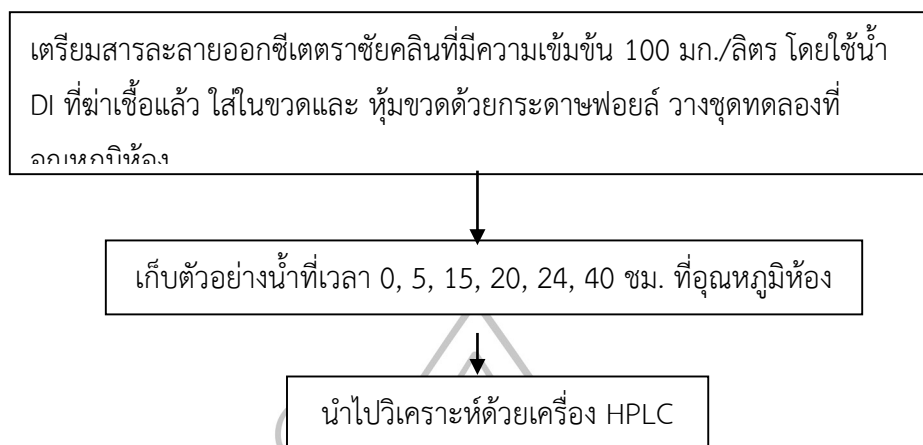 เตรียมสารละลายออกซีเตตราซัยคลินที่มีความเข้มข้น 100 มก./ลิตร โดยใช้น้ำ
DI ที่ฆ่าเชื้อแล้ว ใส่ในขวดและ หุ้มขวดด้วยกระดาษฟอยล์ วางชุดทดลองที่
อุณหภูมิห้อง
เก็บตัวอย่างน้ำที่เวลา 0, 5, 15, 20, 24, 40 ชม. ที่อุณหภูมิห้อง
นำไปวิเคราะห์ด้วยเครื่อง HPLC